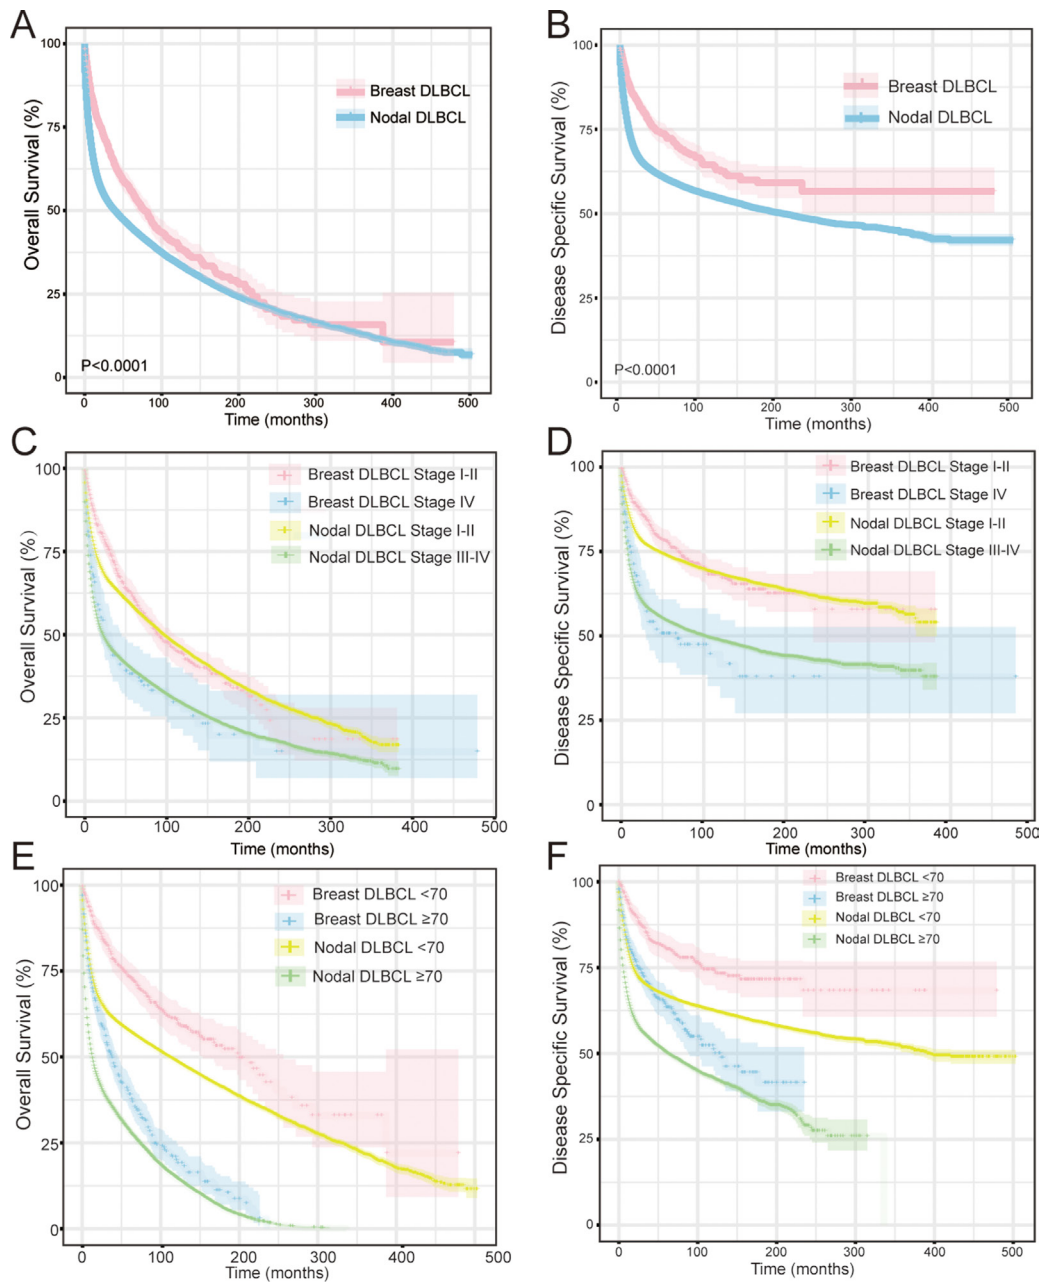 A
Overall Survival (%)
100
75
50
25
0
Breast DLBCL
Nodal DLBCL
P<0.0001
0 100 200 300 400 500
Time (months)
B
Disease Specific Survival (%)
100
75
50
25
0
Breast DLBCL
Nodal DLBCL
P<0.0001
0 100 200 300 400 500
Time (months)
C
Overall Survival (%)
100
75
50
25
0
Breast DLBCL Stage I-II
Breast DLBCL Stage IV
Nodal DLBCL Stage I-II
Nodal DLBCL Stage III-IV
0 100 200 300 400 500
Time (months)
D
Disease Specific Survival (%)
100
75
50
25
0
Breast DLBCL Stage I-II
Breast DLBCL Stage IV
Nodal DLBCL Stage I-II
Nodal DLBCL Stage III-IV
0 100 200 300 400 500
Time (months)
E
Overall Survival (%)
100
75
50
25
0
Breast DLBCL <70
Breast DLBCL ≥70
Nodal DLBCL <70
Nodal DLBCL ≥70
0 100 200 300 400 500
Time (months)
F
Disease Specific Survival (%)
100
75
50
25
0
Breast DLBCL <70
Breast DLBCL ≥70
Nodal DLBCL <70
Nodal DLBCL ≥70
0 100 200 300 400 500
Time (months)